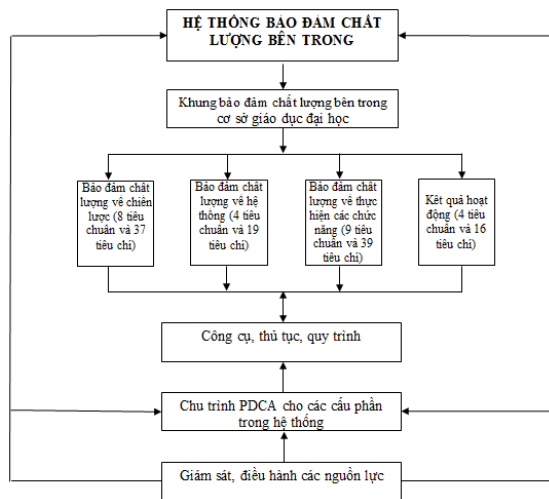 HỆ THỐNG BẢO ĐẢM CHẤT
LƯỢNG BÊN TRONG
Khung bảo đảm chất lượng bên trong
cơ sở giáo dục đại học
Bảo đảm chất
lượng về chiến
lược (8 tiêu
chuẩn và 37
tiêu chí)
Bảo đảm chất
lượng về hệ
thống (4 tiêu
chuẩn và 19
tiêu chí)
Bảo đảm chất
lượng về thực
hiện các chức
năng (9 tiêu
chuẩn và 39
tiêu chí)
Kết quả hoạt
động (4 tiêu
chuẩn và 16
tiêu chí)
Công cụ, thủ tục, quy trình
Chu trình PDCA cho các cấu phần
trong hệ thống
Giám sát, điều hành các nguồn lực